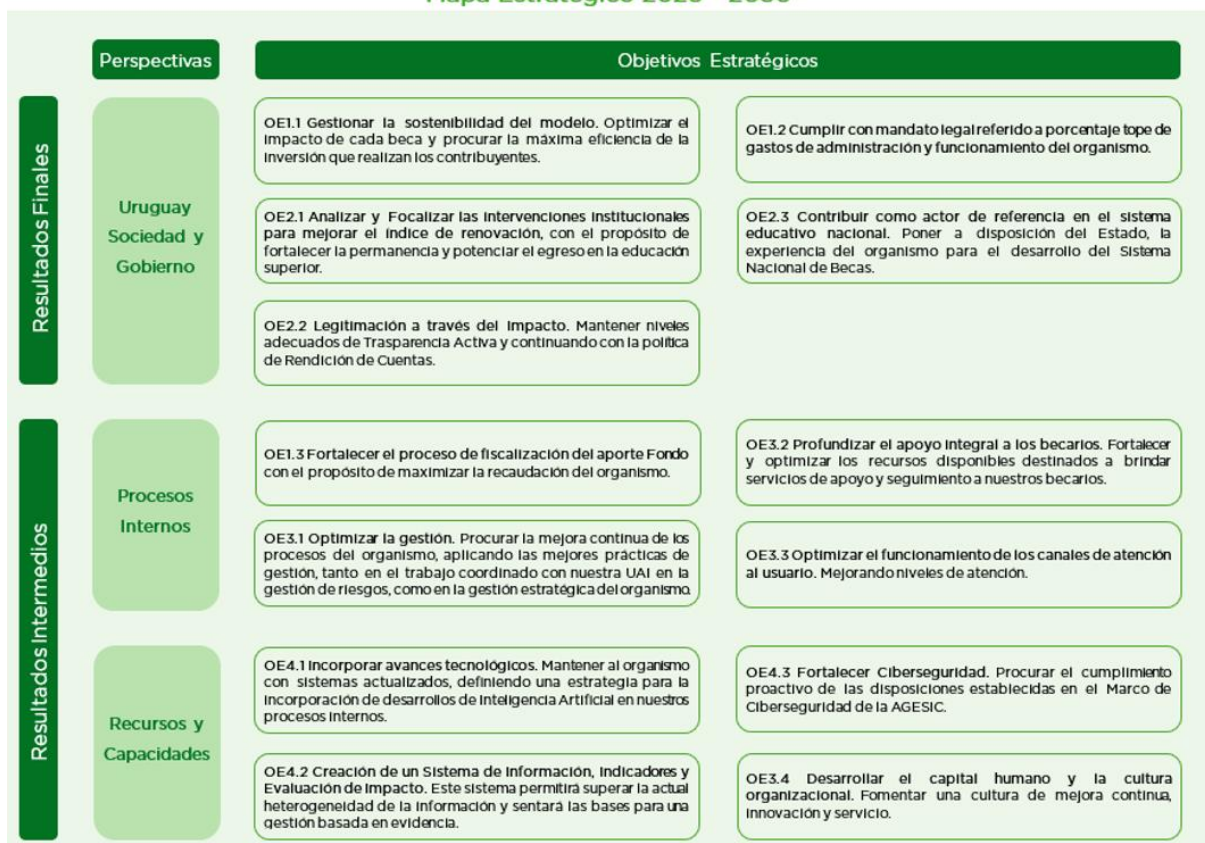 Mapa Estratégico 2026 - 2030
Perspectivas
Objetivos Estratégicos
Resultados Finales
Uruguay
Sociedad y
Gobierno
OE1.1 Gestionar la sostenibilidad del modelo. Optimizar el
impacto de cada beca y procurar la máxima eficiencia de la
inversión que realizan los contribuyentes.
OE1.2 Cumplir con mandato legal referido a porcentaje tope de
gastos de administración y funcionamiento del organismo.
OE2.1 Analizar y Focalizar las intervenciones institucionales
para mejorar el índice de renovación, con el propósito de
fortalecer la permanencia y potenciar el egreso en la educación
superior.
OE2.3 Contribuir como actor de referencia en el sistema
educativo nacional. Poner a disposición del Estado, la
experiencia del organismo para el desarrollo del Sistema
Nacional de Becas.
OE2.2 Legitimación a través del Impacto. Mantener niveles
adecuados de Trasparencia Activa y continuando con la política
de Rendición de Cuentas.
Resultados Intermedios
Procesos
Internos
OE1.3 Fortalecer el proceso de fiscalización del aporte Fondo
con el propósito de maximizar la recaudación del organismo.
OE3.2 Profundizar el apoyo integral a los becarios. Fortalecer
y optimizar los recursos disponibles destinados a brindar
servicios de apoyo y seguimiento a nuestros becarios.
OE3.1 Optimizar la gestión. Procurar la mejora continua de los
procesos del organismo, aplicando las mejores prácticas de
gestión, tanto en el trabajo coordinado con nuestra UAI en la
gestión de riesgos, como en la gestión estratégica del organismo.
OE3.3 Optimizar el funcionamiento de los canales de atención
al usuario. Mejorando niveles de atención.
Recursos y
Capacidades
OE4.1 Incorporar avances tecnológicos. Mantener al organismo
con sistemas actualizados, definiendo una estrategia para la
incorporación de desarrollos de Inteligencia Artificial en nuestros
procesos internos.
OE4.3 Fortalecer Ciberseguridad. Procurar el cumplimiento
proactivo de las disposiciones establecidas en el Marco de
Ciberseguridad de la AGESIC.
OE4.2 Creación de un Sistema de Información, Indicadores y
Evaluación de Impacto. Este sistema permitirá superar la actual
heterogeneidad de la información y sentará las bases para una
gestión basada en evidencia.
OE3.4 Desarrollar el capital humano y la cultura
organizacional. Fomentar una cultura de mejora continua,
innovación y servicio.